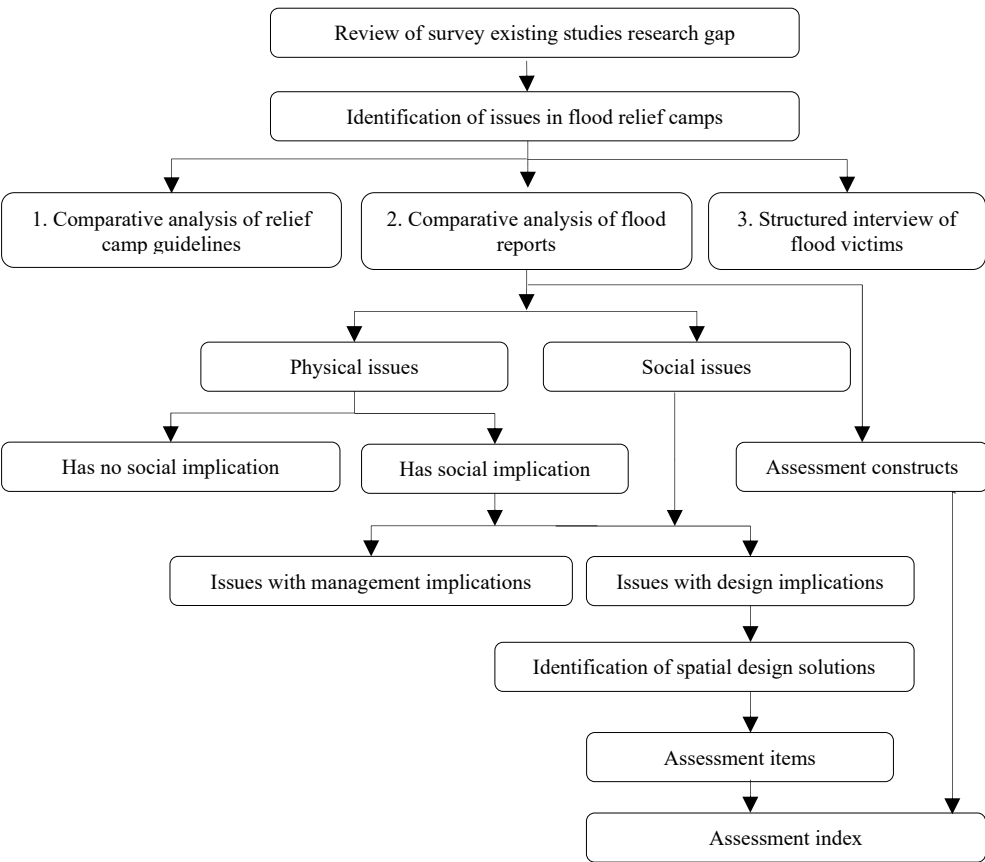 Review of survey existing studies research gap
Identification of issues in flood relief camps
1. Comparative analysis of relief
camp guidelines
2. Comparative analysis of flood
reports
3. Structured interview of
flood victims
Physical issues
Social issues
Has no social implication
Has social implication
Assessment constructs
Issues with management implications
Issues with design implications
Identification of spatial design solutions
Assessment items
Assessment index